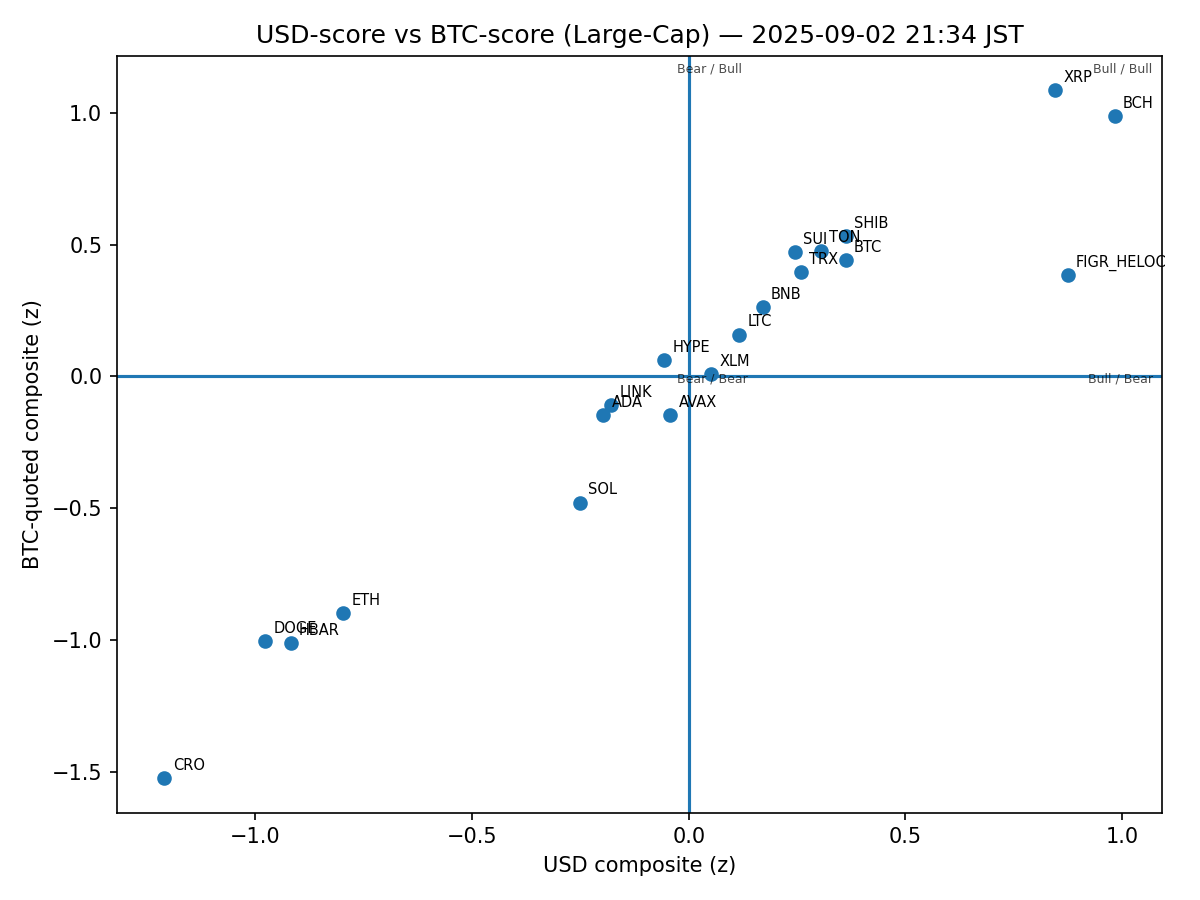 USD-score vs BTC-score (Large-Cap) — 2025-09-02 21:34 JST
Bear / Bull
Bull / Bull
XRP
BCH
SHIB
SUI
TON
BTC
TRX
FIGR_HELOC
BNB
LTC
HYPE
XLM
Bear / Bear
Bull / Bear
LINK
ADA
AVAX
SOL
ETH
DOGE
HBAR
CRO
1.0
0.5
0.0
−0.5
−1.0
−1.5
BTC-quoted composite (z)
−1.0
−0.5
0.0
0.5
1.0
USD composite (z)